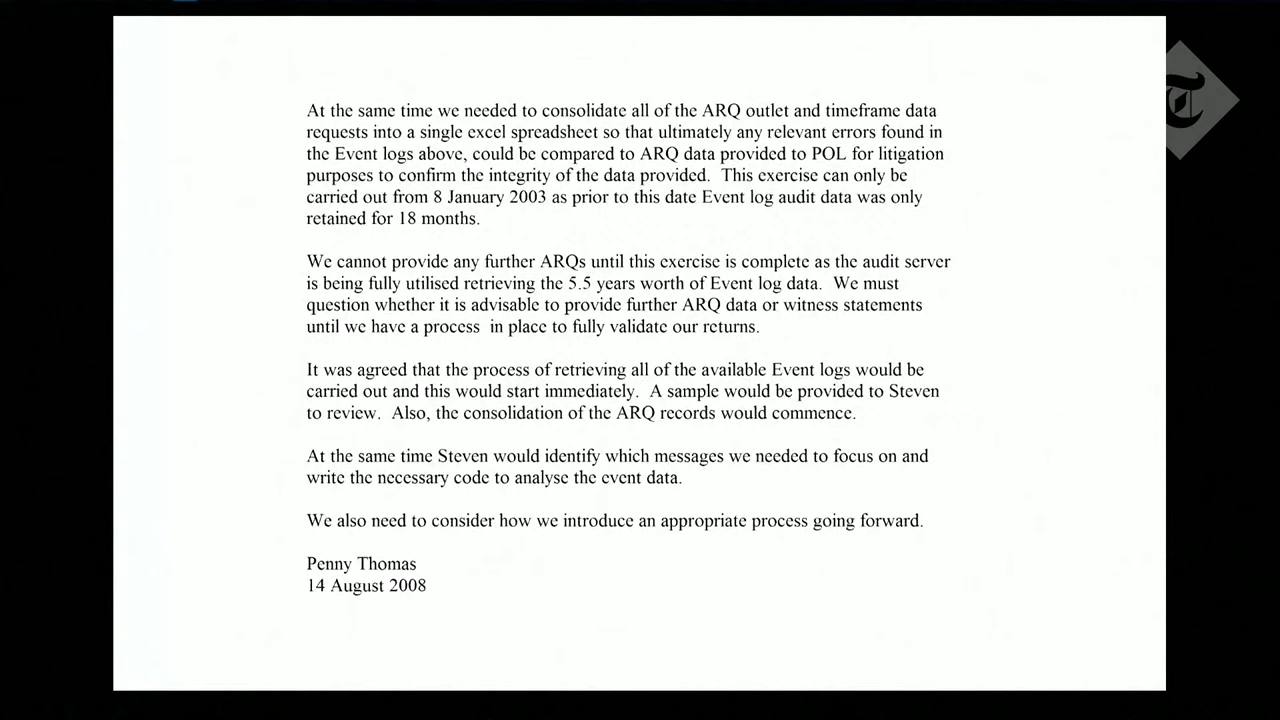 At the same time we needed to consolidate all of the ARQ outlet and timeframe data
requests into a single excel spreadsheet so that ultimately any relevant errors found in
the Event logs above, could be compared to ARQ data provided to POL for litigation
purposes to confirm the integrity of the data provided.  This exercise can only be
carried out from 8 January 2003 as prior to this date Event log audit data was only
retained for 18 months.
We cannot provide any further ARQs until this exercise is complete as the audit server
is being fully utilised retrieving the 5.5 years worth of Event log data.  We must
question whether it is advisable to provide further ARQ data or witness statements
until we have a process  in place to fully validate our returns.
It was agreed that the process of retrieving all of the available Event logs would be
carried out and this would start immediately.  A sample would be provided to Steven
to review.  Also, the consolidation of the ARQ records would commence.
At the same time Steven would identify which messages we needed to focus on and
write the necessary code to analyse the event data.
We also need to consider how we introduce an appropriate process going forward.
Penny Thomas
14 August 2008
T